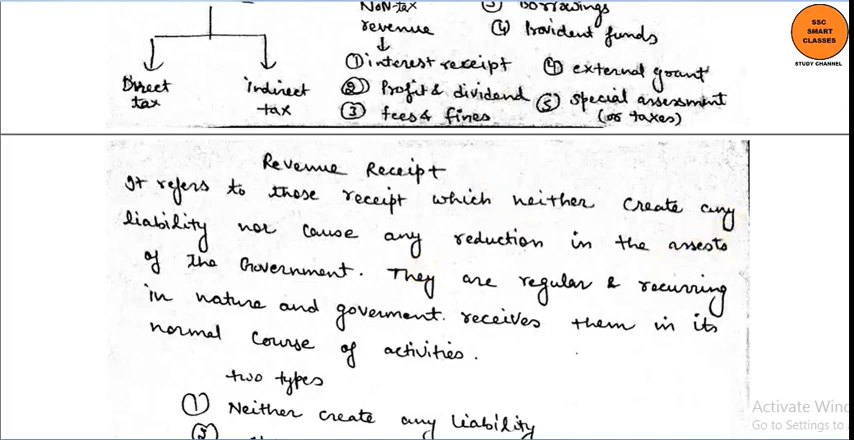 Non-tax
revenue
③ Borrowings
④ Provident funds
Direct tax
indirect tax
① interest receipt
② Profit & dividend
③ fees & fines
④ external grant
⑤ special assessment
(or taxes)
Revenue Receipt
It refers to those receipt which neither create any
liability nor cause any reduction in the assests
of the Government. They are regular & recurring
in nature and goverment. receives them in its
normal course of activities.
two types
① Neither create any liability
SSC
SMART
CLASSES
STUDY CHANNEL
Activate Wind
Go to Settings to